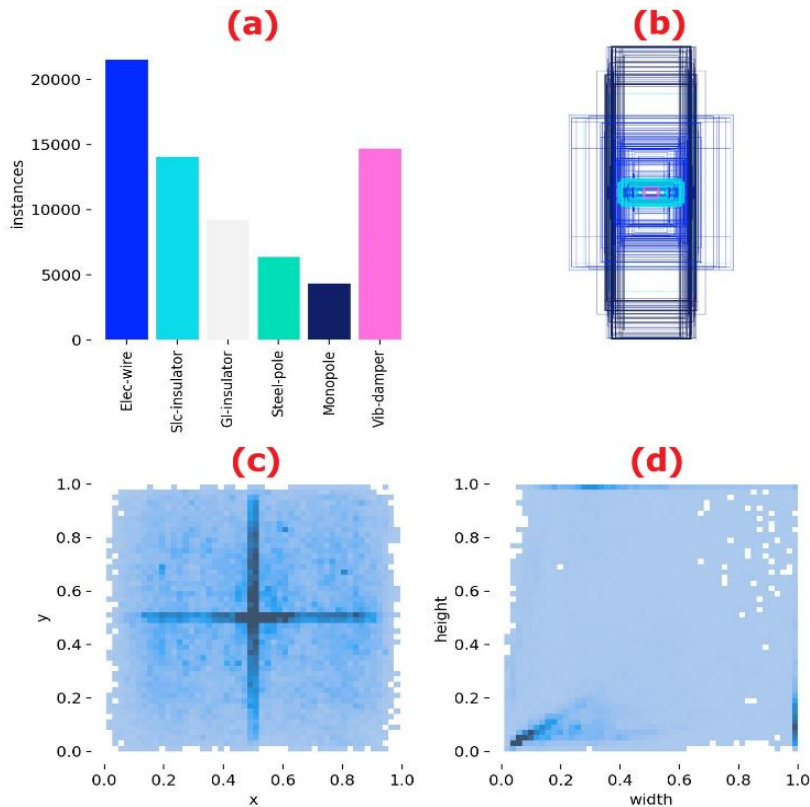 (a)
(b)
20000
15000
10000
5000
0
instances
Elec-wire
Slc-insulator
Gl-insulator
Steel-pole
Monopole
Vib-damper
(c)
(d)
1.0
0.8
0.6
0.4
0.2
0.0
y
0.0 0.2 0.4 0.6 0.8 1.0
x
1.0
0.8
0.6
0.4
0.2
0.0
height
0.0 0.2 0.4 0.6 0.8 1.0
width